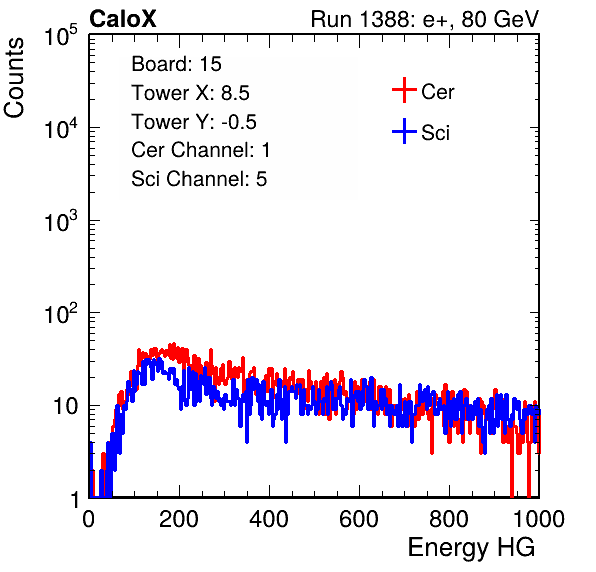 CaloX Run 1388: e+, 80 GeV
Counts
10^5
10^4
10^3
10^2
10
1
Board: 15
Tower X: 8.5
Tower Y: -0.5
Cer Channel: 1
Sci Channel: 5
Cer
Sci
0 200 400 600 800 1000
Energy HG